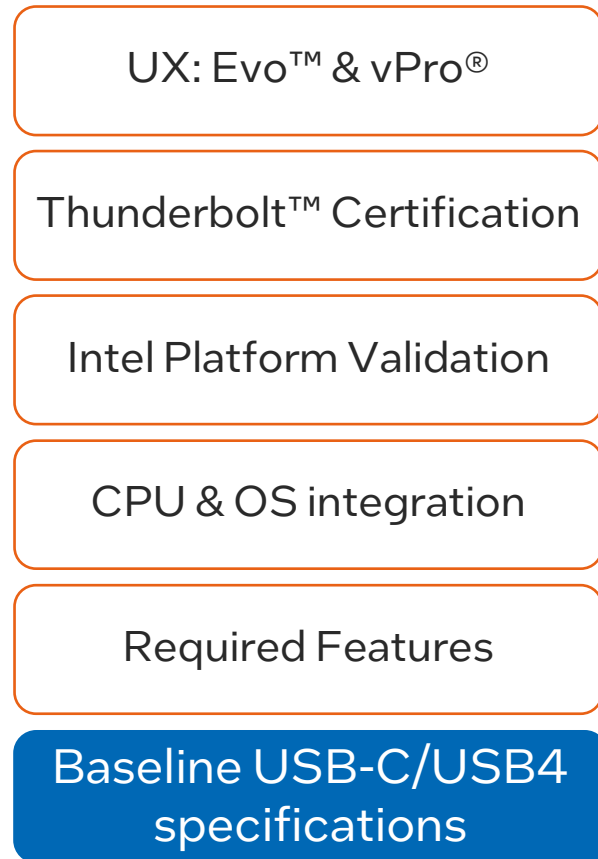 UX: Evo™ & vPro®
Thunderbolt™ Certification
Intel Platform Validation
CPU & OS integration
Required Features
Baseline USB-C/USB4
specifications